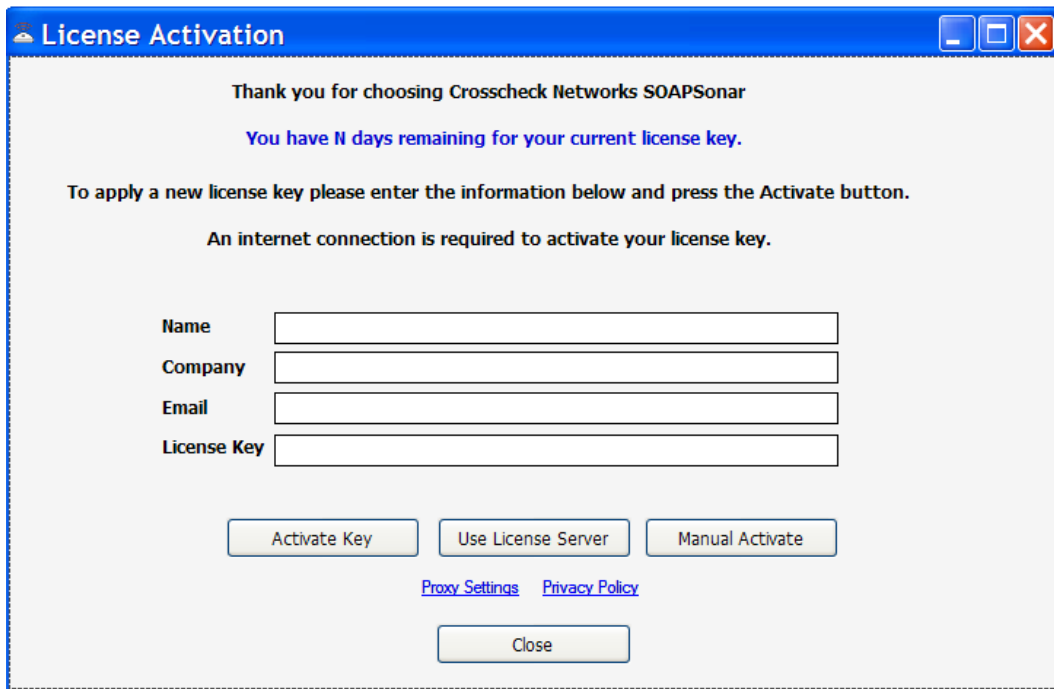 License Activation
Thank you for choosing Crosscheck Networks SOAPSonar
You have N days remaining for your current license key.
To apply a new license key please enter the information below and press the Activate button.
An internet connection is required to activate your license key.
Name
Company
Email
License Key
Activate Key Use License Server Manual Activate
Proxy Settings Privacy Policy
Close